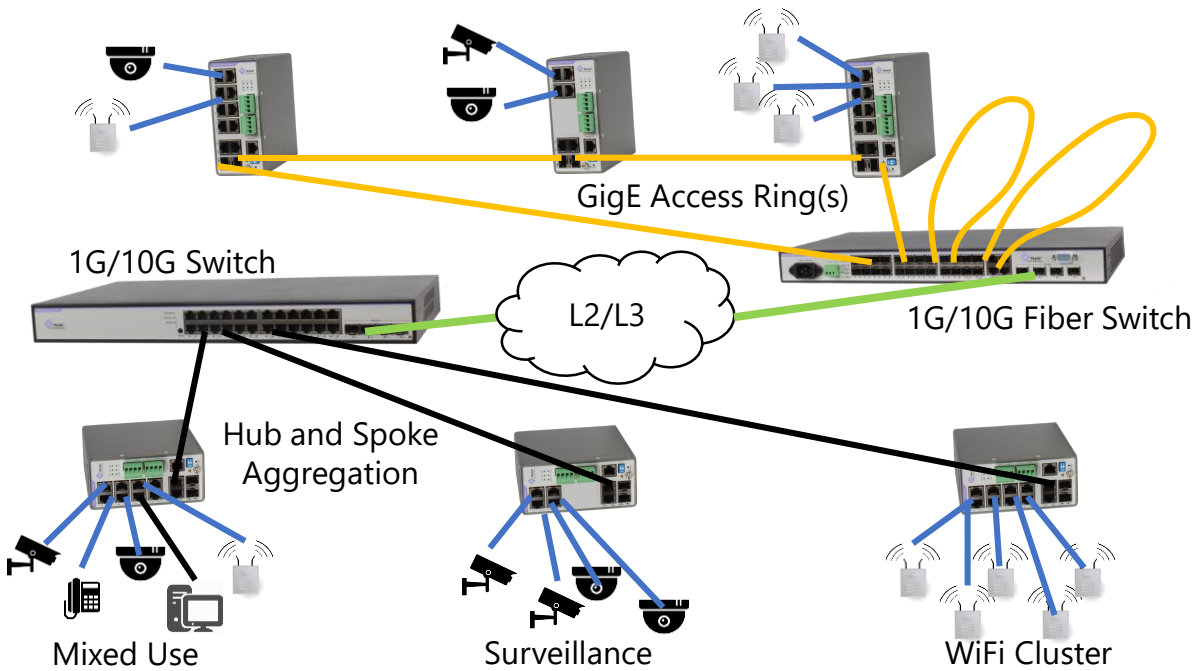 GigE Access Ring(s)
1G/10G Switch
L2/L3
1G/10G Fiber Switch
Hub and Spoke
Aggregation
Mixed Use
Surveillance
WiFi Cluster